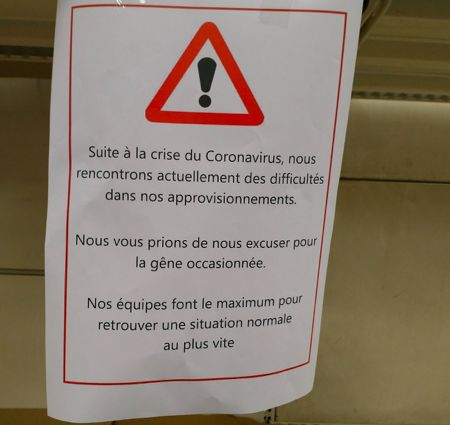 Suite à la crise du Coronavirus, nous
rencontrons actuellement des difficultés
dans nos approvisionnements.
Nous vous prions de nous excuser pour
la gêne occasionnée.
Nos équipes font le maximum pour
retrouver une situation normale
au plus vite